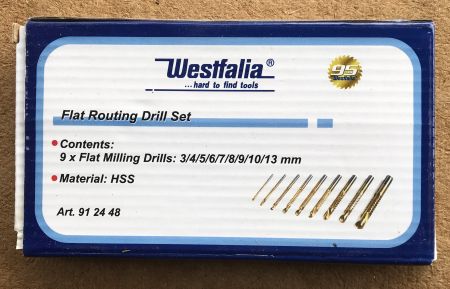 Westfalia®
...hard to find tools
95
Westfalia
Flat Routing Drill Set
Contents:
9 x Flat Milling Drills: 3/4/5/6/7/8/9/10/13 mm
Material: HSS
Art. 91 24 48